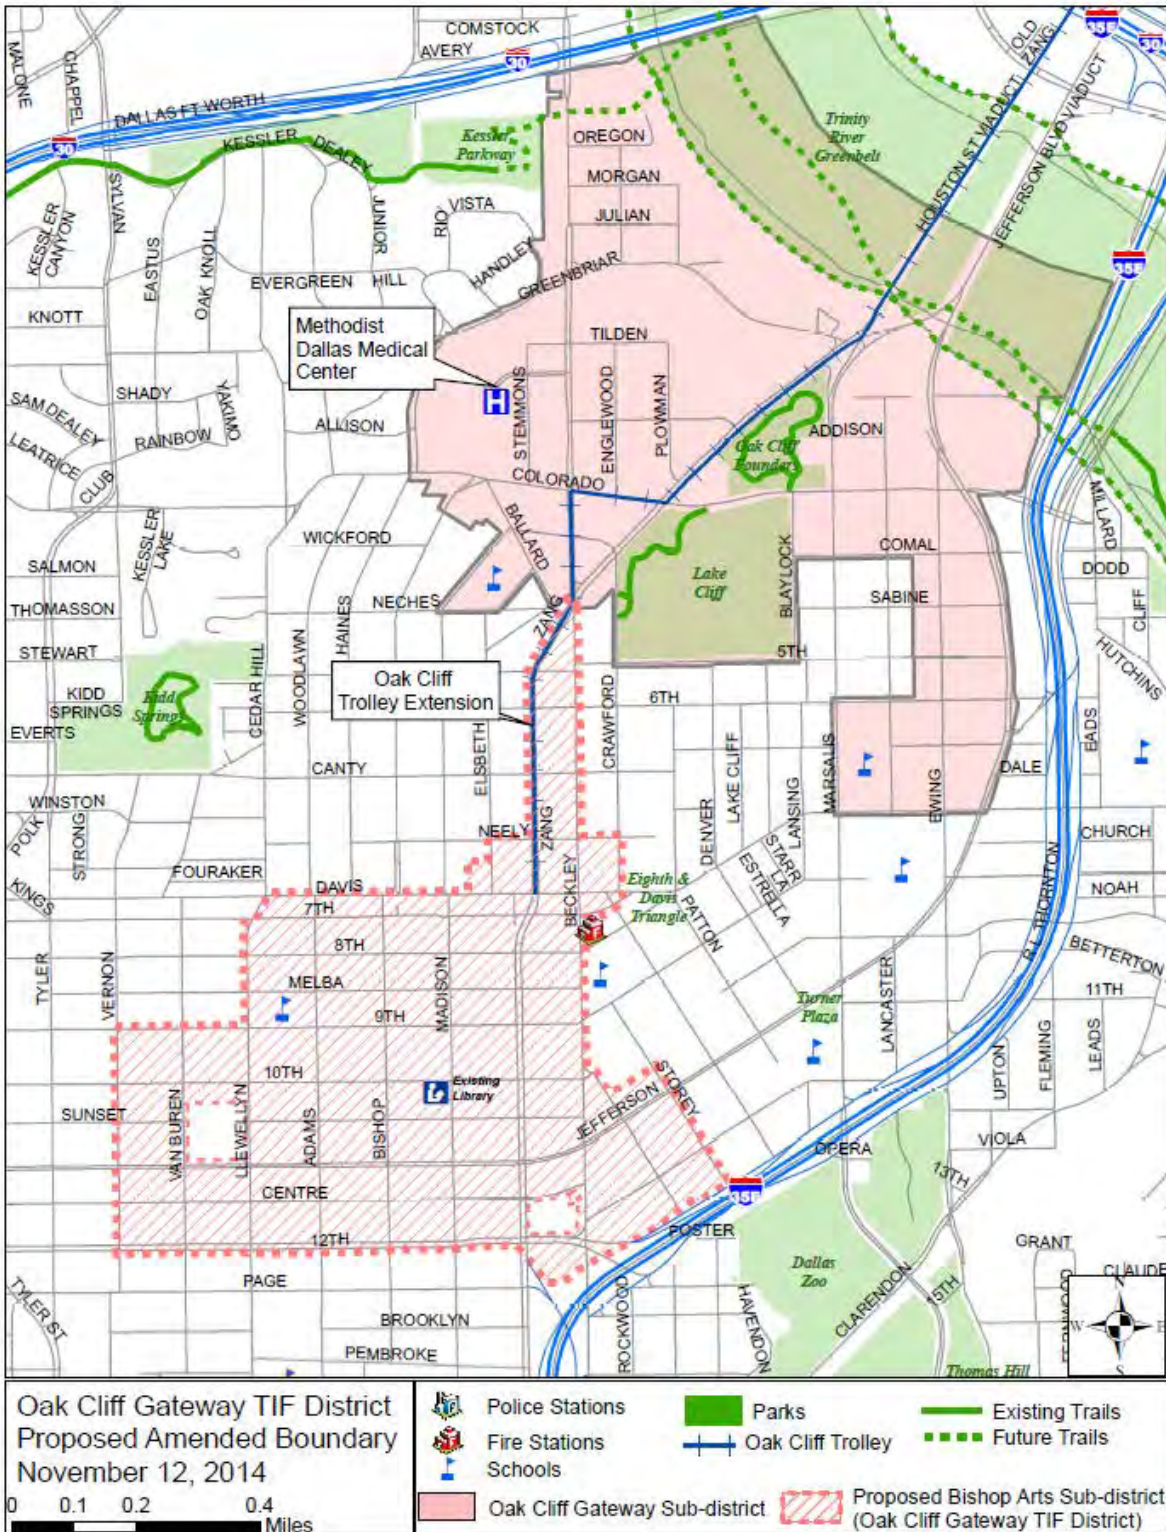 COMSTOCK
AVERY
MALONE
CHAPPEL
30
35E
30
OLD
ZANG
DALLAS FT WORTH
30
KESSLER
DEALEY
Kessler
Parkway
OREGON
MORGAN
JULIAN
Trinity
River
Greenbelt
HOUSTON ST VIADUCT
JEFFERSON BLVD VIADUCT
35E
SYLVAN
KESSLER
CANYON
EASTUS
OAK KNOLL
JUNIOR
RIO
VISTA
HANDLEY
GREENBRIAR
EVERGREEN
HILL
KNOTT
Methodist
Dallas Medical
Center
H
TILDEN
STEMMONS
ENGLEWOOD
PLOWMAN
SHADY
YAKIMO
SAM DEALEY
RAINBOW
LEATRICE
CLUB
ALLISON
ADDISON
Oak Cliff
Founders
COLORADO
BALLARD
MILLARD
KESSLER
LAKE
WICKFORD
COMAL
DODD
SALMON
Lake
Cliff
BLAYLOCK
SABINE
CLIFF
THOMASSON
NECHES
HAINES
ZANG
HUTCHINS
STEWART
WOODLAWN
CEDAR HILL
5TH
Oak Cliff
Trolley Extension
KIDD
SPRINGS
Kidd
Springs
CRAWFORD
6TH
EVERTS
ELSBETH
EADS
CANTY
LAKE CLIFF
MARSALIS
DALE
WINSTON
POLK
STRONG
DENVER
LANSING
EWING
NEELY
ZANG
CHURCH
FOURAKER
STARR
LA
ESTRELLA
KINGS
DAVIS
BECKLEY
Eighth &
Davis
Triangle
NOAH
7TH
PATTON
R L THORNTON
8TH
BETTERTON
TYLER
VERNON
MELBA
MADISON
Turner
Plaza
LANCASTER
11TH
9TH
UPTON
FLEMING
LEADS
10TH
Existing
Library
STOREY
SUNSET
VAN BUREN
LLEWELLYN
ADAMS
BISHOP
JEFFERSON
OPERA
VIOLA
13TH
CENTRE
35E
12TH
FOSTER
Dallas
Zoo
GRANT
PAGE
CLARENDON
15TH
CLAUDE
TYLER ST
BROOKLYN
ROCKWOOD
HAVENDON
FERNWOOD
PEMBROKE
Thomas Hill
N
W E
S
Oak Cliff Gateway TIF District
Proposed Amended Boundary
November 12, 2014
0 0.1 0.2 0.4
Miles
Police Stations
Fire Stations
Schools
Parks
Oak Cliff Trolley
Existing Trails
Future Trails
Oak Cliff Gateway Sub-district
Proposed Bishop Arts Sub-district
(Oak Cliff Gateway TIF District)